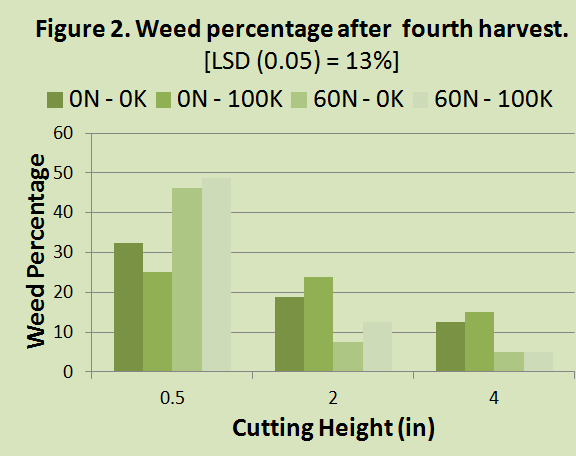 Figure 2. Weed percentage after fourth harvest.
[LSD (0.05) = 13%]
0N - 0K 0N - 100K 60N - 0K 60N - 100K
Weed Percentage
60
50
40
30
20
10
0
0.5 2 4
Cutting Height (in)